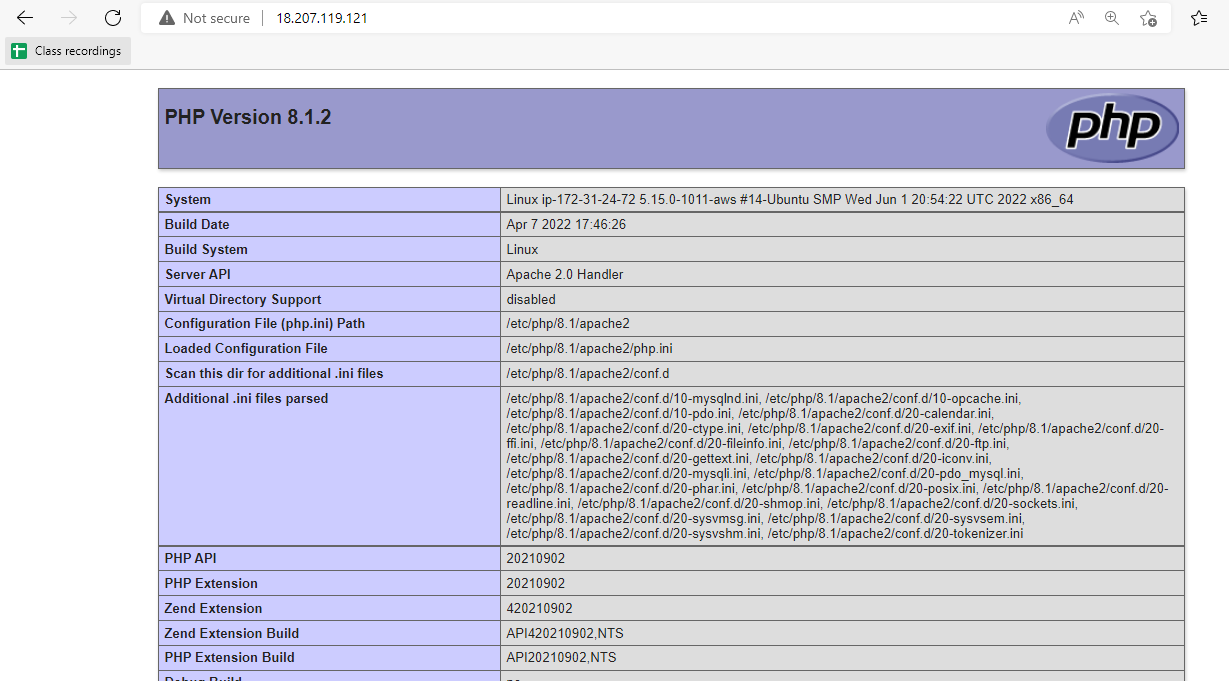 Not secure 18.207.119.121
Class recordings
PHP Version 8.1.2
php
System Linux ip-172-31-24-72 5.15.0-1011-aws #14-Ubuntu SMP Wed Jun 1 20:54:22 UTC 2022 x86_64
Build Date Apr 7 2022 17:46:26
Build System Linux
Server API Apache 2.0 Handler
Virtual Directory Support disabled
Configuration File (php.ini) Path /etc/php/8.1/apache2
Loaded Configuration File /etc/php/8.1/apache2/php.ini
Scan this dir for additional .ini files /etc/php/8.1/apache2/conf.d
Additional .ini files parsed /etc/php/8.1/apache2/conf.d/10-mysqlnd.ini, /etc/php/8.1/apache2/conf.d/10-opcache.ini,
/etc/php/8.1/apache2/conf.d/10-pdo.ini, /etc/php/8.1/apache2/conf.d/20-calendar.ini,
/etc/php/8.1/apache2/conf.d/20-ctype.ini, /etc/php/8.1/apache2/conf.d/20-exif.ini, /etc/php/8.1/apache2/conf.d/20-
ffi.ini, /etc/php/8.1/apache2/conf.d/20-fileinfo.ini, /etc/php/8.1/apache2/conf.d/20-ftp.ini,
/etc/php/8.1/apache2/conf.d/20-gettext.ini, /etc/php/8.1/apache2/conf.d/20-iconv.ini,
/etc/php/8.1/apache2/conf.d/20-mysqli.ini, /etc/php/8.1/apache2/conf.d/20-pdo_mysql.ini,
/etc/php/8.1/apache2/conf.d/20-phar.ini, /etc/php/8.1/apache2/conf.d/20-posix.ini, /etc/php/8.1/apache2/conf.d/20-
readline.ini, /etc/php/8.1/apache2/conf.d/20-shmop.ini, /etc/php/8.1/apache2/conf.d/20-sockets.ini,
/etc/php/8.1/apache2/conf.d/20-sysvmsg.ini, /etc/php/8.1/apache2/conf.d/20-sysvsem.ini,
/etc/php/8.1/apache2/conf.d/20-sysvshm.ini, /etc/php/8.1/apache2/conf.d/20-tokenizer.ini
PHP API 20210902
PHP Extension 20210902
Zend Extension 420210902
Zend Extension Build API420210902,NTS
PHP Extension Build API20210902,NTS
Debug Build no